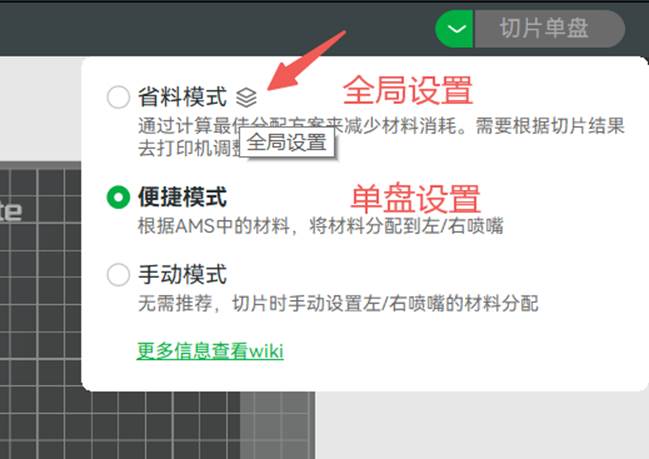 切片单盘
省料模式
全局设置
通过计算最佳分配方案来减少材料消耗。需要根据切片结果
去打印机调整
全局设置
便捷模式
单盘设置
根据AMS中的材料，将材料分配到左/右喷嘴
手动模式
无需推荐，切片时手动设置左/右喷嘴的材料分配
更多信息查看wiki
te